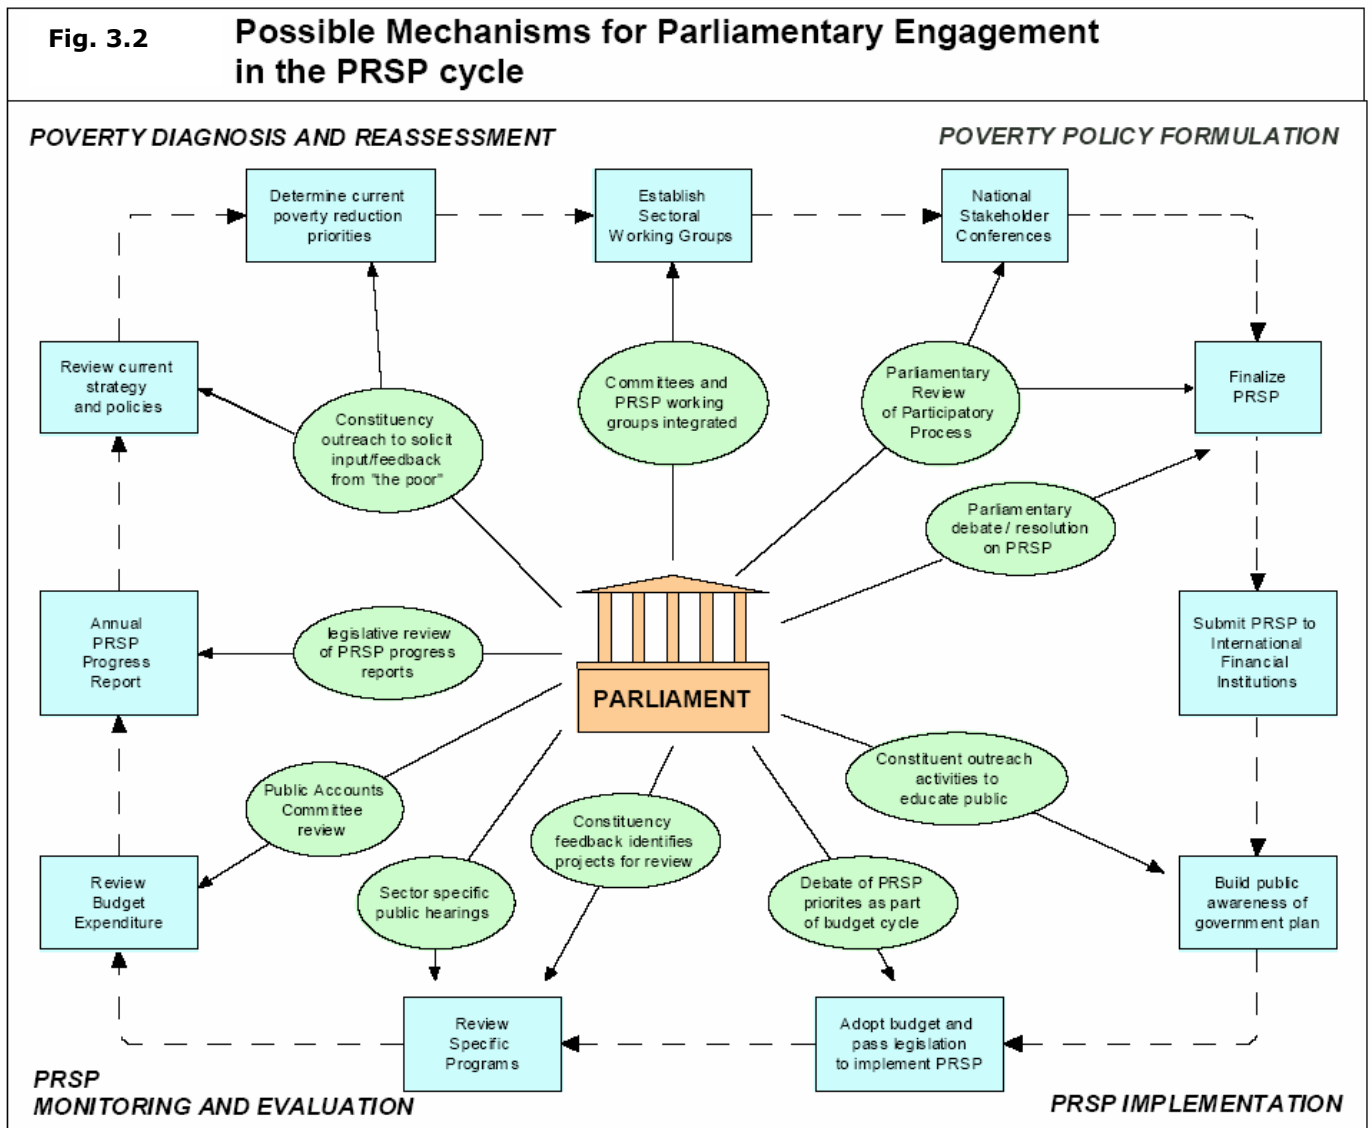 Fig. 3.2
Possible Mechanisms for Parliamentary Engagement
in the PRSP cycle
POVERTY DIAGNOSIS AND REASSESSMENT
POVERTY POLICY FORMULATION
Determine current
poverty reduction
priorities
Establish
Sectoral
Working Groups
National
Stakeholder
Conferences
Review current
strategy
and policies
Constituency
outreach to solicit
input/feedback
from "the poor"
Committees and
PRSP working
groups integrated
Parliamentary
Review
of Participatory
Process
Finalize
PRSP
Parliamentary
debate / resolution
on PRSP
Annual
PRSP
Progress
Report
legislative review
of PRSP progress
reports
PARLIAMENT
Submit PRSP to
International
Financial
Institutions
Public Accounts
Committee
review
Constituency
feedback identifies
projects for review
Constituent outreach
activities to
educate public
Review
Budget
Expenditure
Sector specific
public hearings
Debate of PRSP
priorites as part
of budget cycle
Build public
awareness of
government plan
Review
Specific
Programs
Adopt budget and
pass legislation
to implement PRSP
PRSP
MONITORING AND EVALUATION
PRSP IMPLEMENTATION